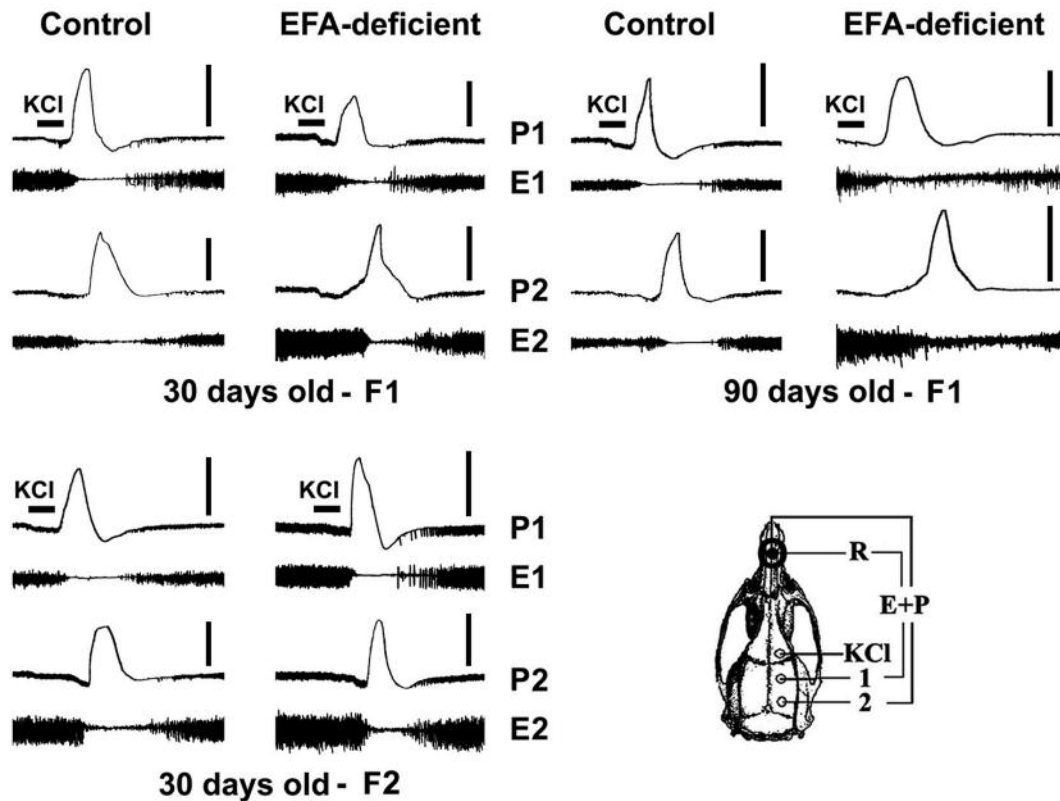 Control EFA-deficient Control EFA-deficient
KCl KCl P1 KCl KCl
E1
P2
E2
30 days old - F1 90 days old - F1
KCl KCl P1
E1
P2
E2
30 days old - F2
R
E+P
KCl
1
2